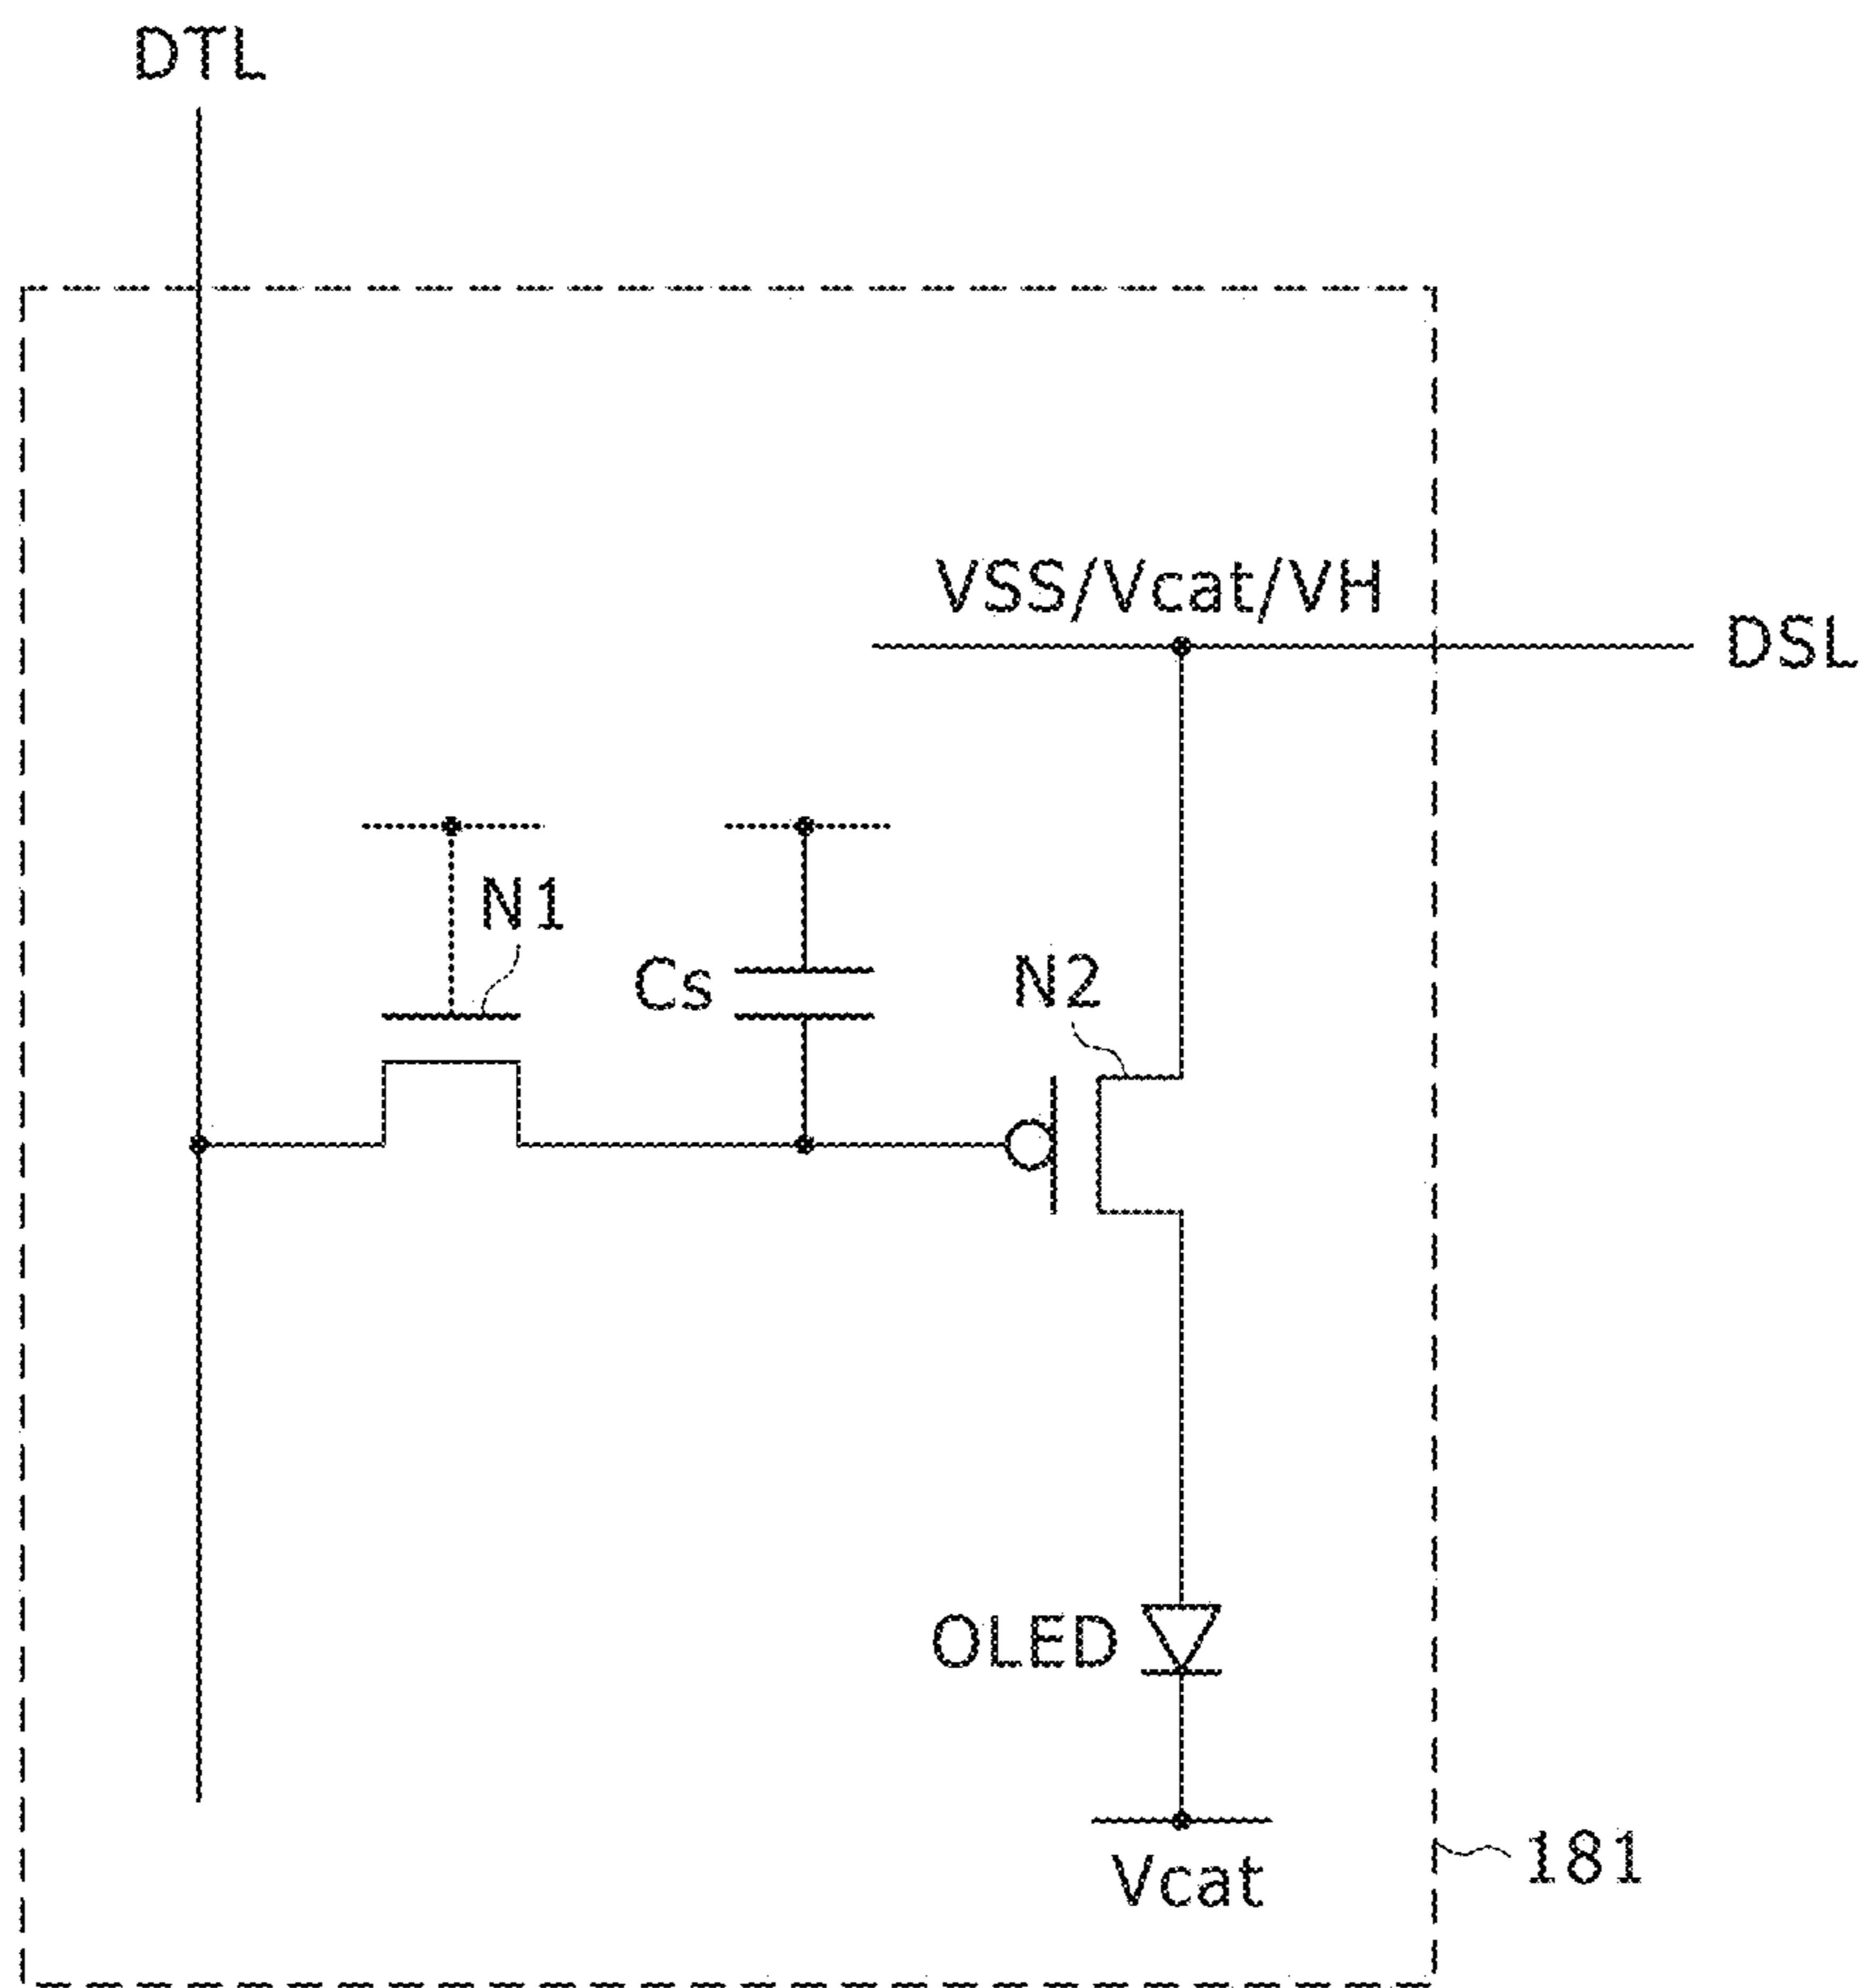 DTL
VSS/Vcat/VH
DSL
N1
Cs
N2
OLED
Vcat
181